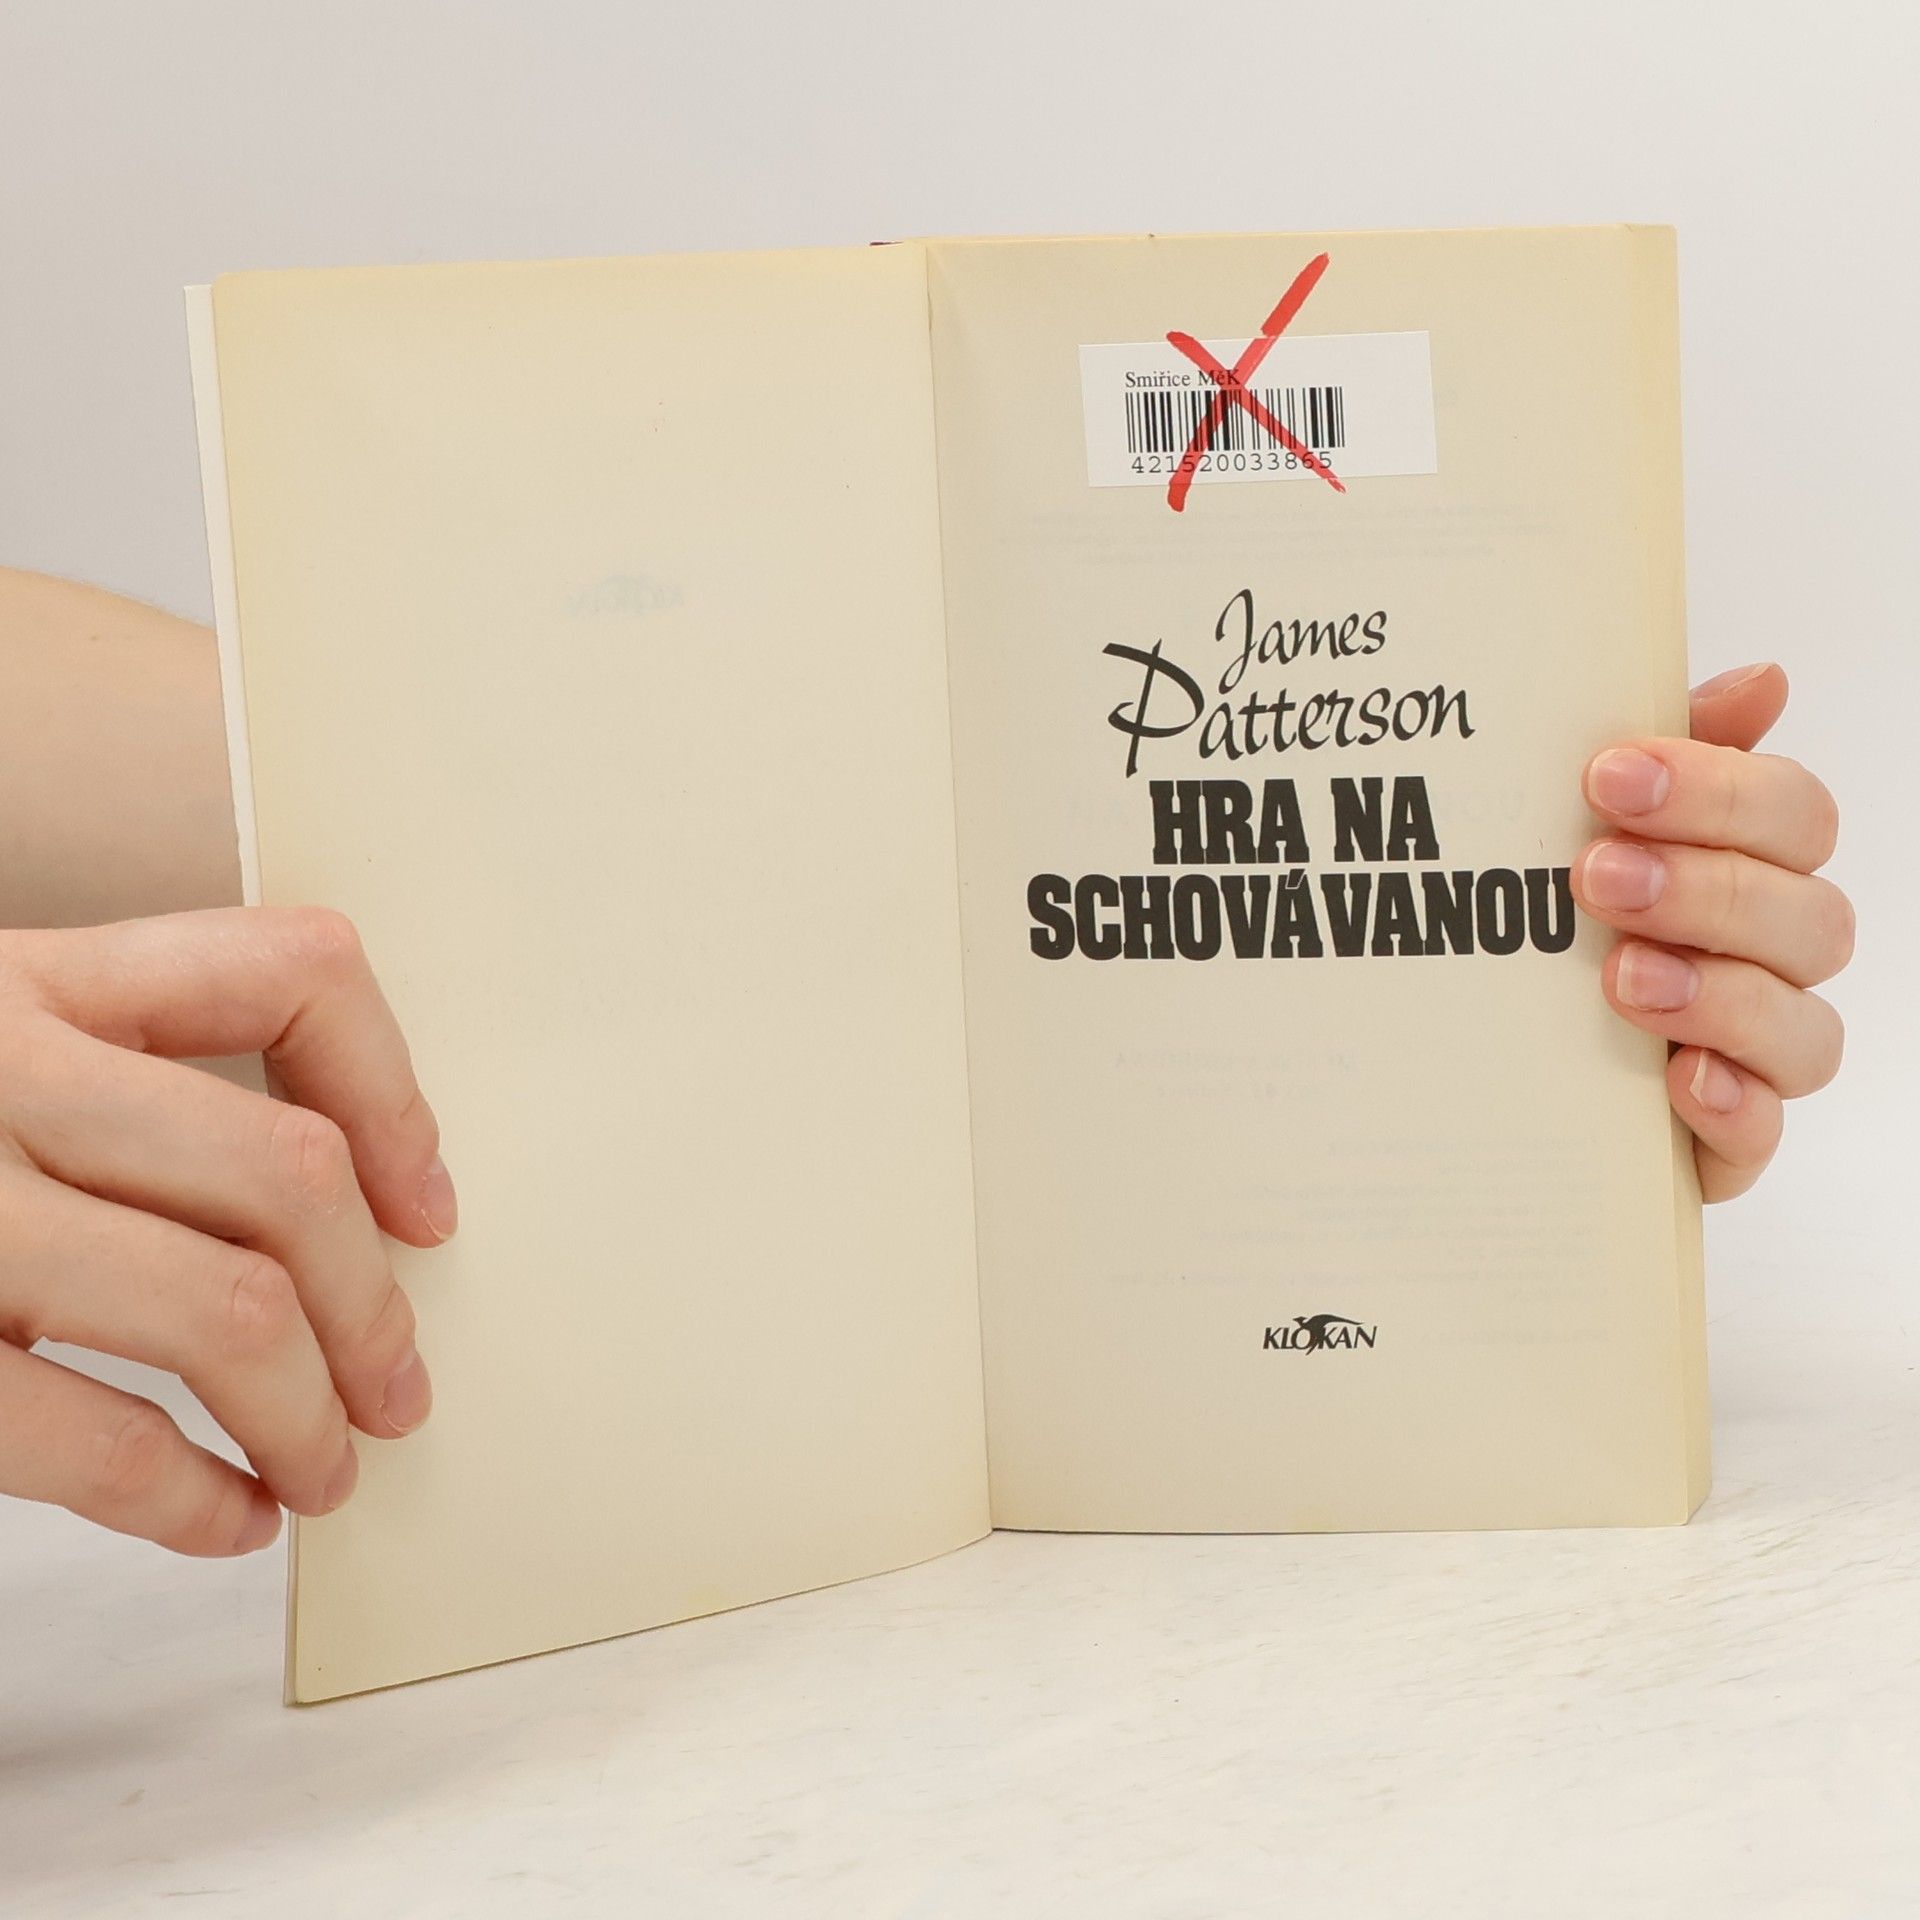 Smiřice MěK
421520033865
James
Patterson
HRA NA
SCHOVÁVANOU
KLOKAN